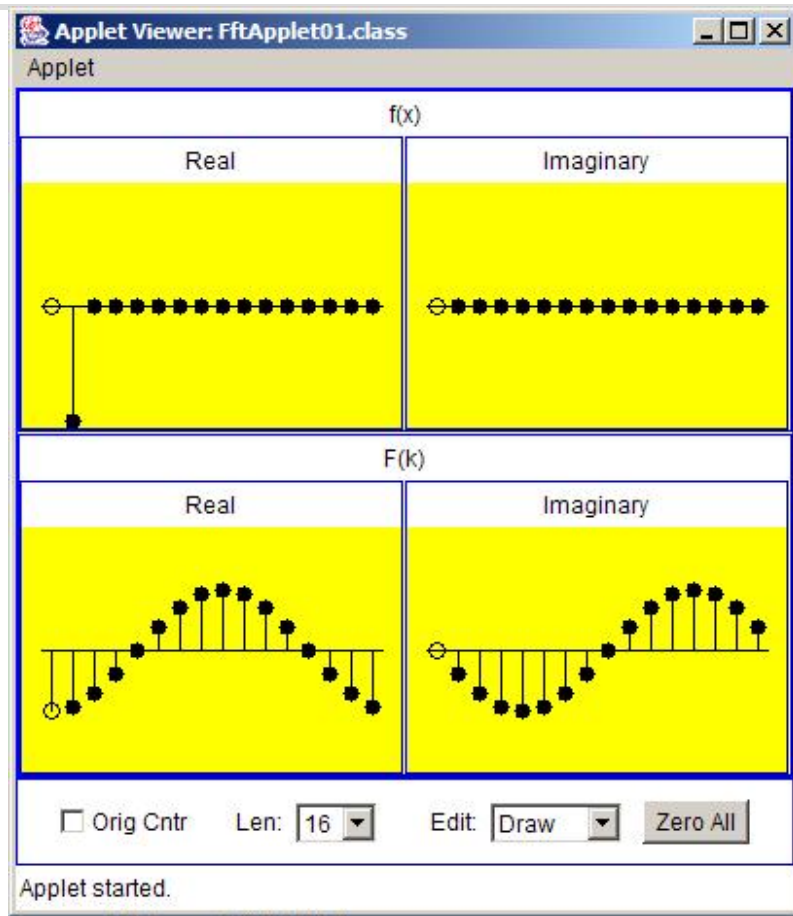 Applet Viewer: FftApplet01.class
Applet
f(x)
Real Imaginary
F(k)
Real Imaginary
Orig Cntr Len: 16 Edit: Draw Zero All
Applet started.